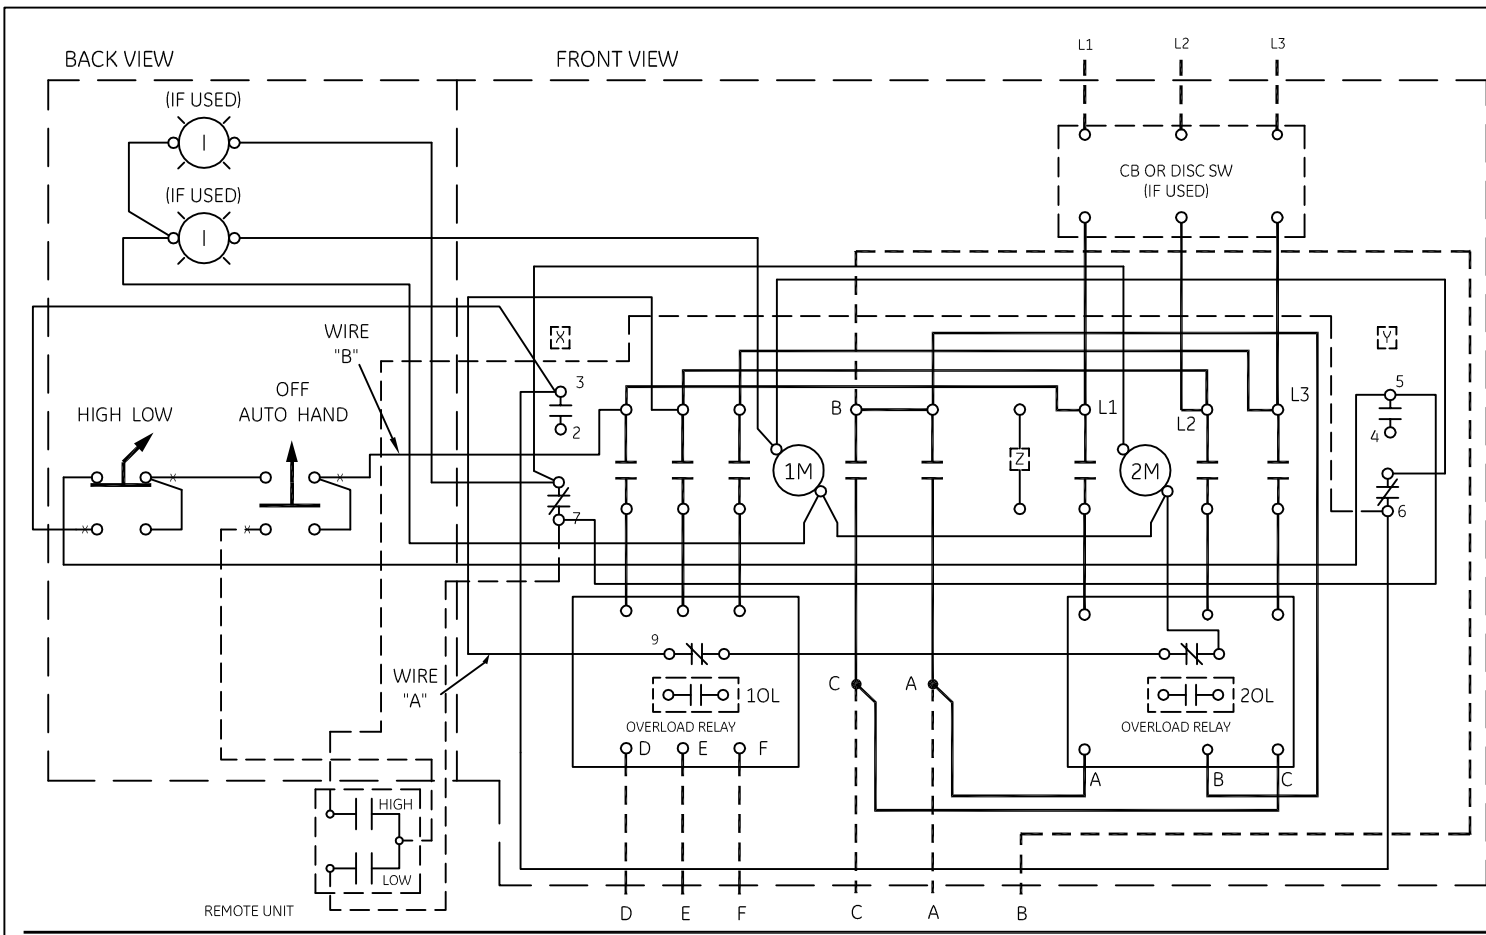 BACK VIEW
FRONT VIEW
L1
L2
L3
(IF USED)
I
CB OR DISC SW
(IF USED)
(IF USED)
I
WIRE
"B"
X
Y
OFF
HIGH LOW
AUTO HAND
3
2
B
L1
L2
L3
5
4
1M
Z
2M
7
6
9
WIRE
"A"
C
A
1OL
2OL
OVERLOAD RELAY
OVERLOAD RELAY
D
E
F
A
B
C
HIGH
LOW
REMOTE UNIT
D
E
F
C
A
B